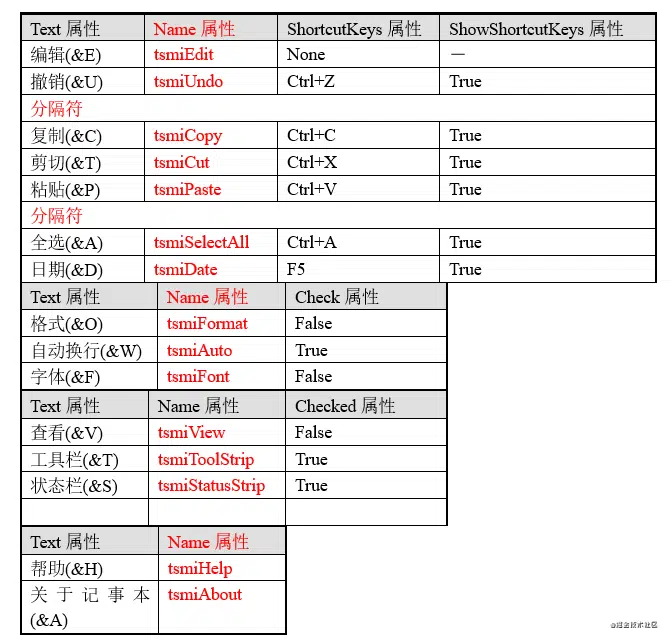 Text 属性 Name 属性 ShortcutKeys 属性 ShowShortcutKeys 属性
编辑(&E) tsmiEdit None －
撤销(&U) tsmiUndo Ctrl+Z True
分隔符
复制(&C) tsmiCopy Ctrl+C True
剪切(&T) tsmiCut Ctrl+X True
粘贴(&P) tsmiPaste Ctrl+V True
分隔符
全选(&A) tsmiSelectAll Ctrl+A True
日期(&D) tsmiDate F5 True
Text 属性 Name 属性 Check 属性
格式(&O) tsmiFormat False
自动换行(&W) tsmiAuto True
字体(&F) tsmiFont False
Text 属性 Name 属性 Checked 属性
查看(&V) tsmiView False
工具栏(&T) tsmiToolStrip True
状态栏(&S) tsmiStatusStrip True
Text 属性 Name 属性
帮助(&H) tsmiHelp
关于记事本 tsmiAbout
(&A)
@掘金技术社区